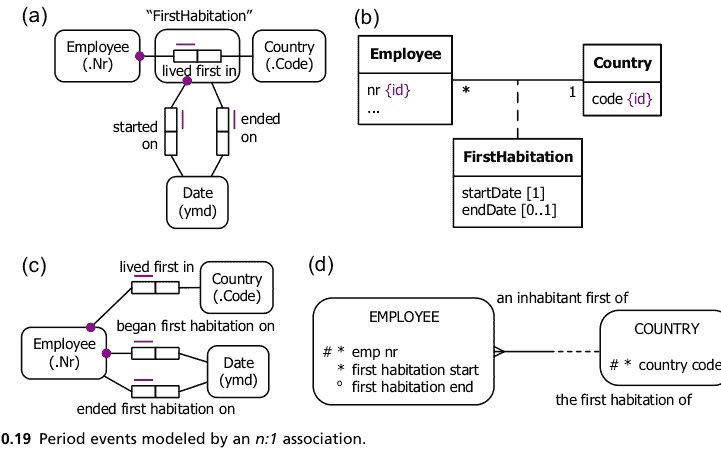 (a)
“FirstHabitation”
Employee
(.Nr)
lived first in
Country
(.Code)
started
on
ended
on
Date
(ymd)
(b)
Employee
nr {id}
...
*
1
Country
code {id}
FirstHabitation
startDate [1]
endDate [0..1]
(c)
lived first in
Country
(.Code)
began first habitation on
Employee
(.Nr)
Date
(ymd)
ended first habitation on
(d)
an inhabitant first of
EMPLOYEE
# * emp nr
* first habitation start
° first habitation end
COUNTRY
# * country code
the first habitation of
0.19 Period events modeled by an n:1 association.